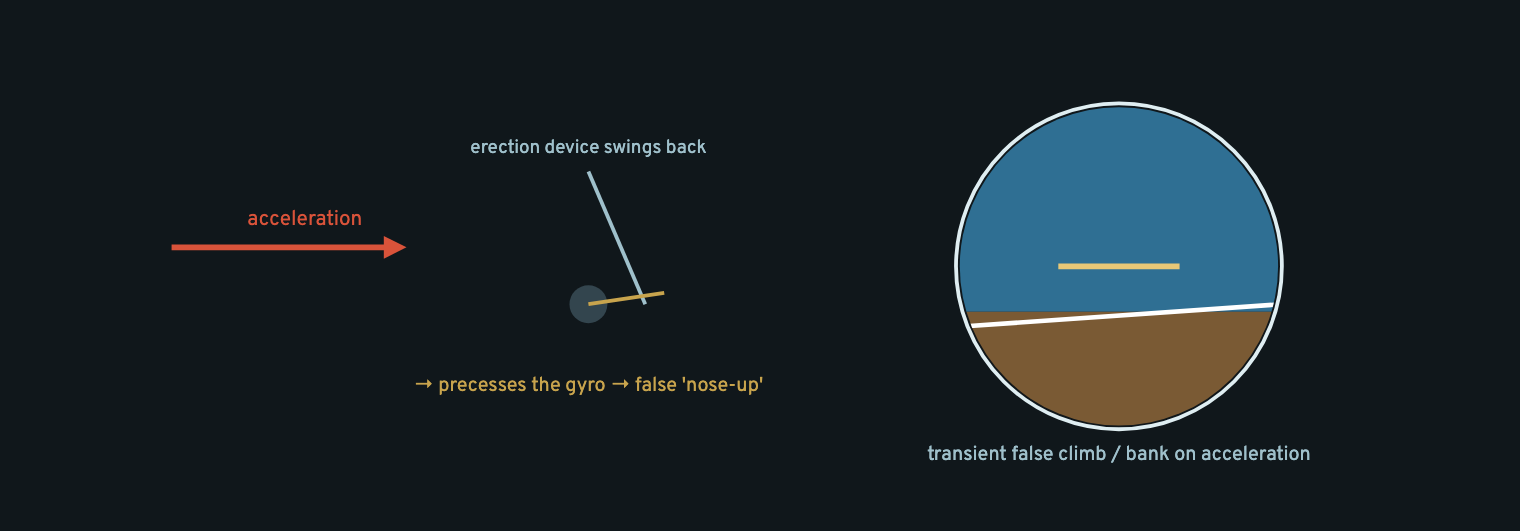 erection device swings back
acceleration
→ precesses the gyro → false 'nose-up'
transient false climb / bank on acceleration